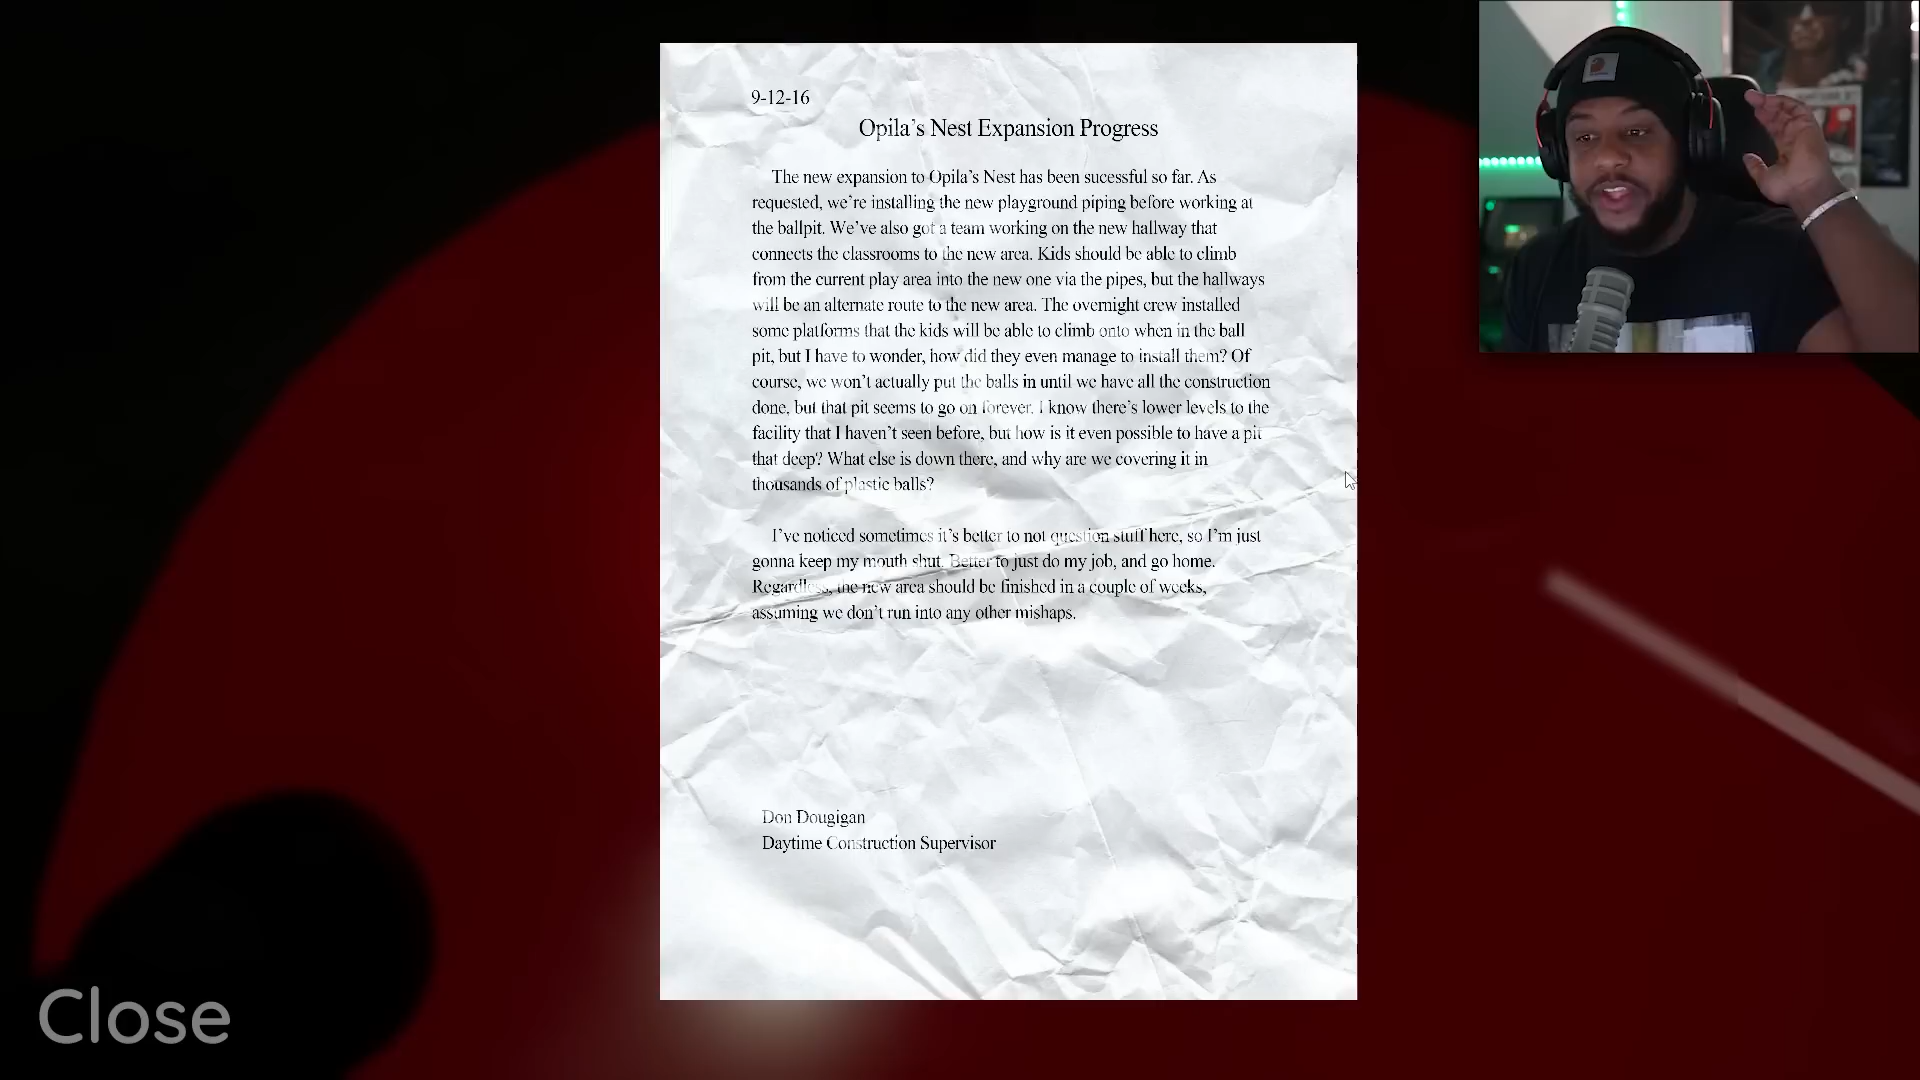 9-12-16
Opila's Nest Expansion Progress
The new expansion to Opila's Nest has been sucessful so far. As
requested, we're installing the new playground piping before working at
the ballpit. We've also got a team working on the new hallway that
connects the classrooms to the new area. Kids should be able to climb
from the current play area into the new one via the pipes, but the hallways
will be an alternate route to the new area. The overnight crew installed
some platforms that the kids will be able to climb onto when in the ball
pit, but I have to wonder, how did they even manage to install them? Of
course, we won't actually put the balls in until we have all the construction
done, but that pit seems to go on forever. I know there's lower levels to the
facility that I haven't seen before, but how is it even possible to have a pit
that deep? What else is down there, and why are we covering it in
thousands of plastic balls?
I've noticed sometimes it's better to not question stuff here, so I'm just
gonna keep my mouth shut. Better to just do my job, and go home.
Regardless, the new area should be finished in a couple of weeks,
assuming we don't run into any other mishaps.
Don Dougigan
Daytime Construction Supervisor
Close